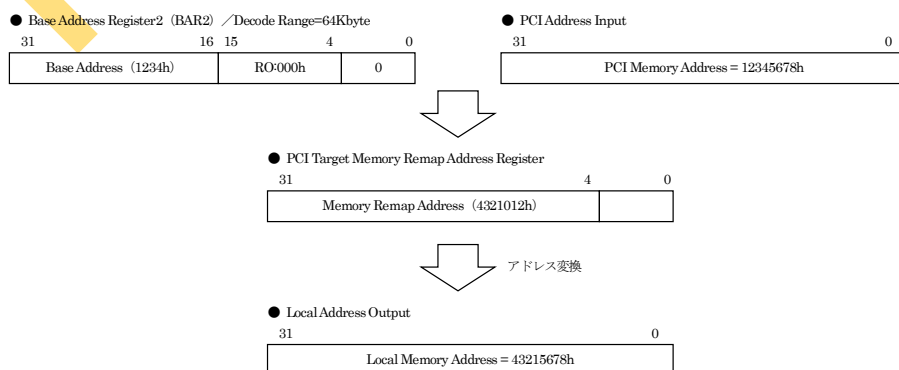 ● Base Address Register2（BAR2）／Decode Range=64Kbyte
31 16 15 4 0
Base Address（1234h） RO:000h 0
● PCI Address Input
31 0
PCI Memory Address = 12345678h
● PCI Target Memory Remap Address Register
31 4 0
Memory Remap Address（4321012h）
アドレス変換
● Local Address Output
31 0
Local Memory Address = 43215678h